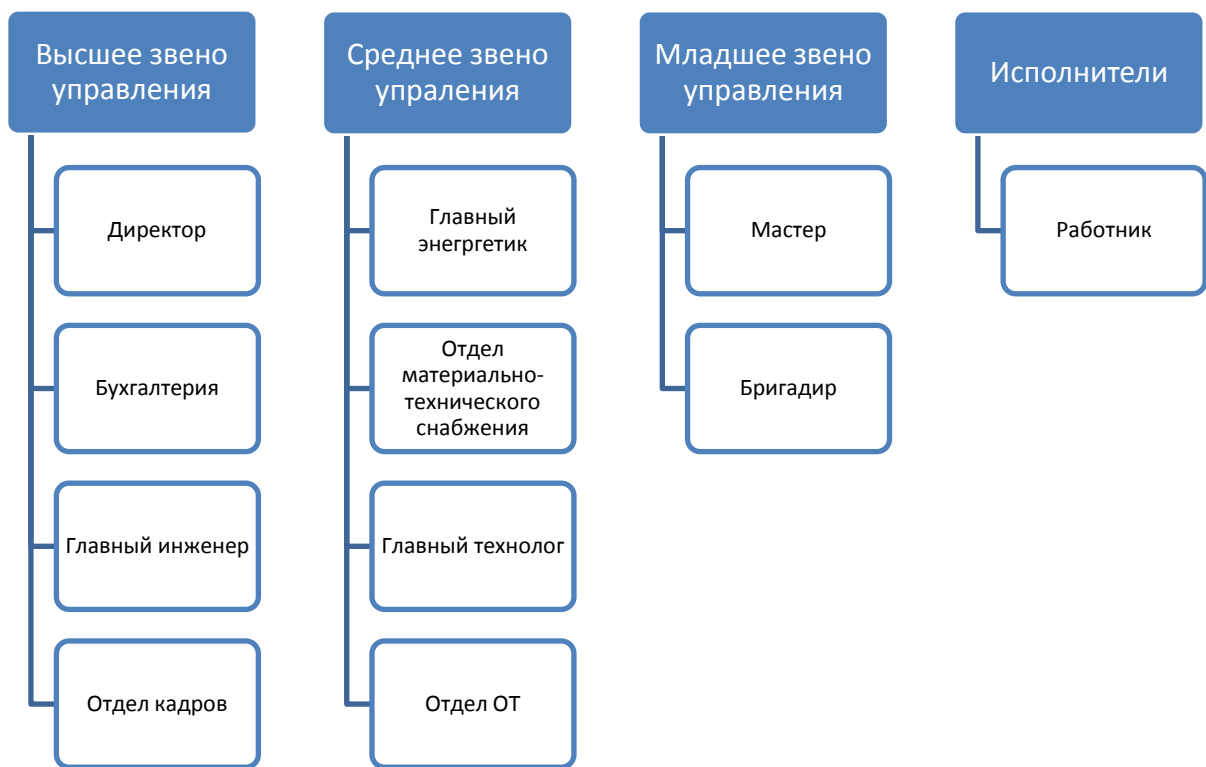 Высшее звено
управления
Директор
Бухгалтерия
Главный инженер
Отдел кадров
Среднее звено
упраления
Главный
энегргетик
Отдел
материально-
технического
снабжения
Главный технолог
Отдел ОТ
Младшее звено
управления
Мастер
Бригадир
Исполнители
Работник